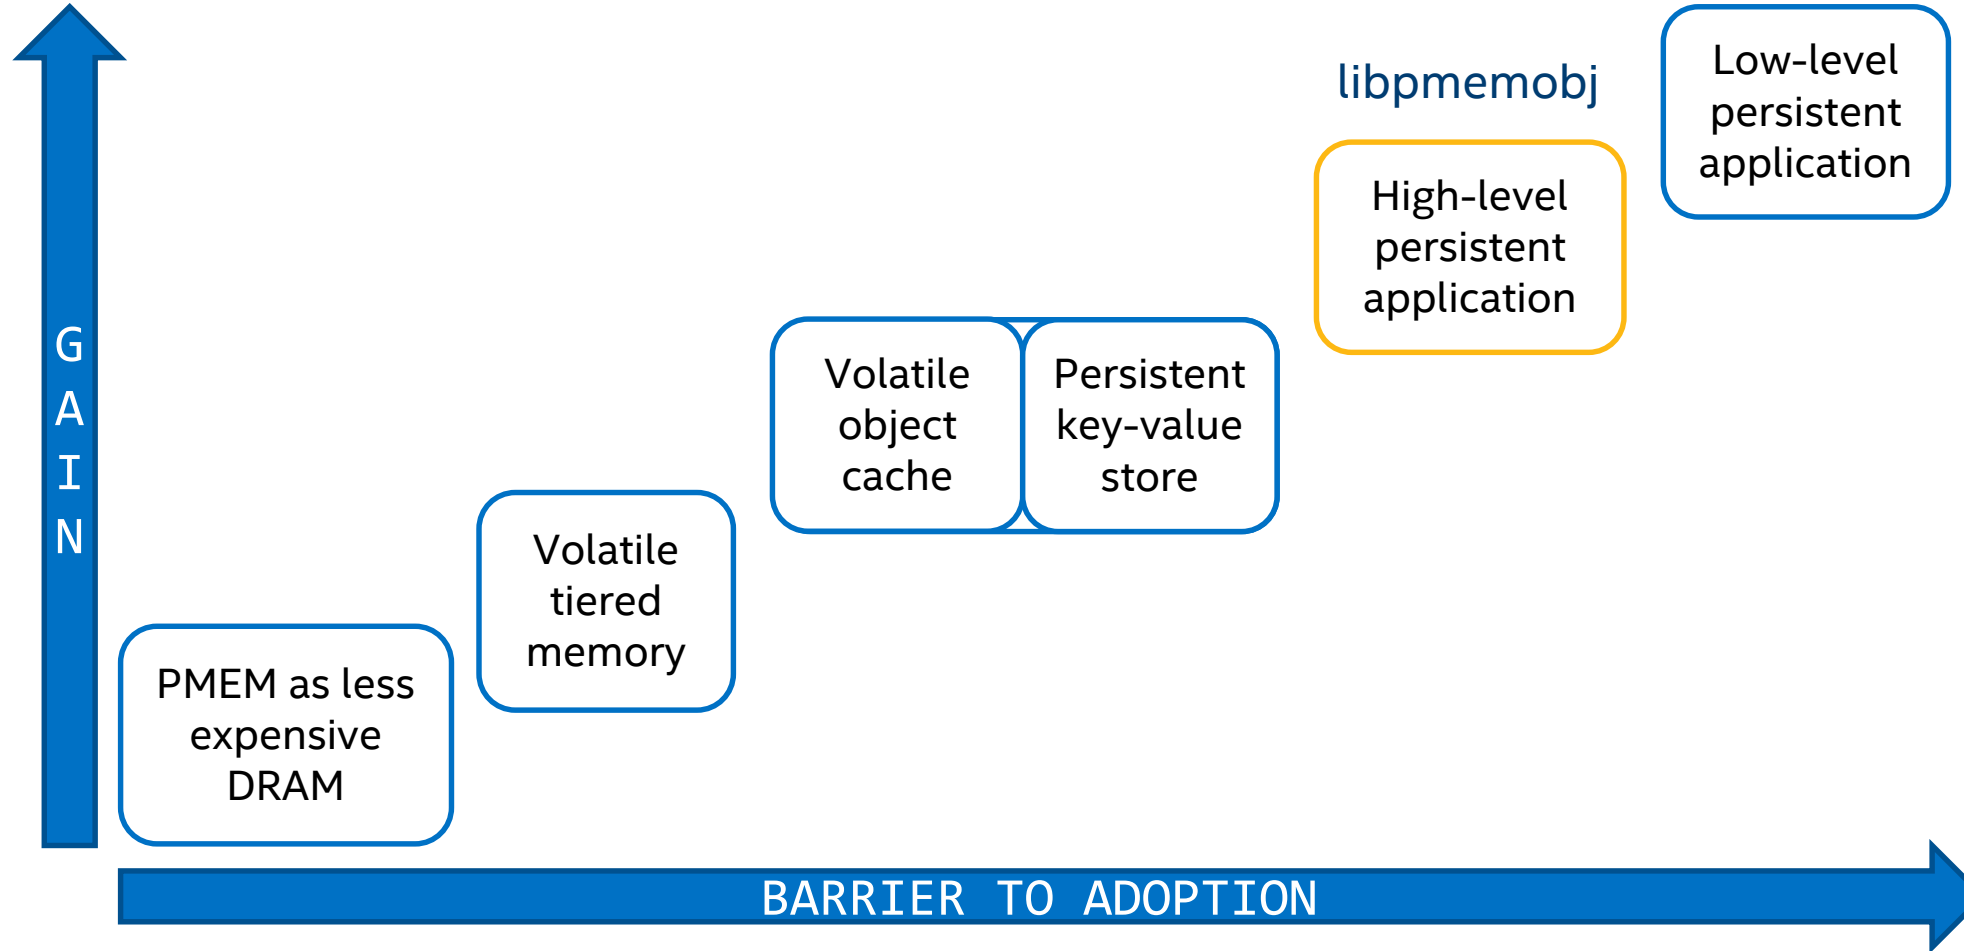 G
A
I
N
PMEM as less
expensive
DRAM
Volatile
tiered
memory
Volatile
object
cache
Persistent
key-value
store
libpmemobj
High-level
persistent
application
Low-level
persistent
application
BARRIER TO ADOPTION